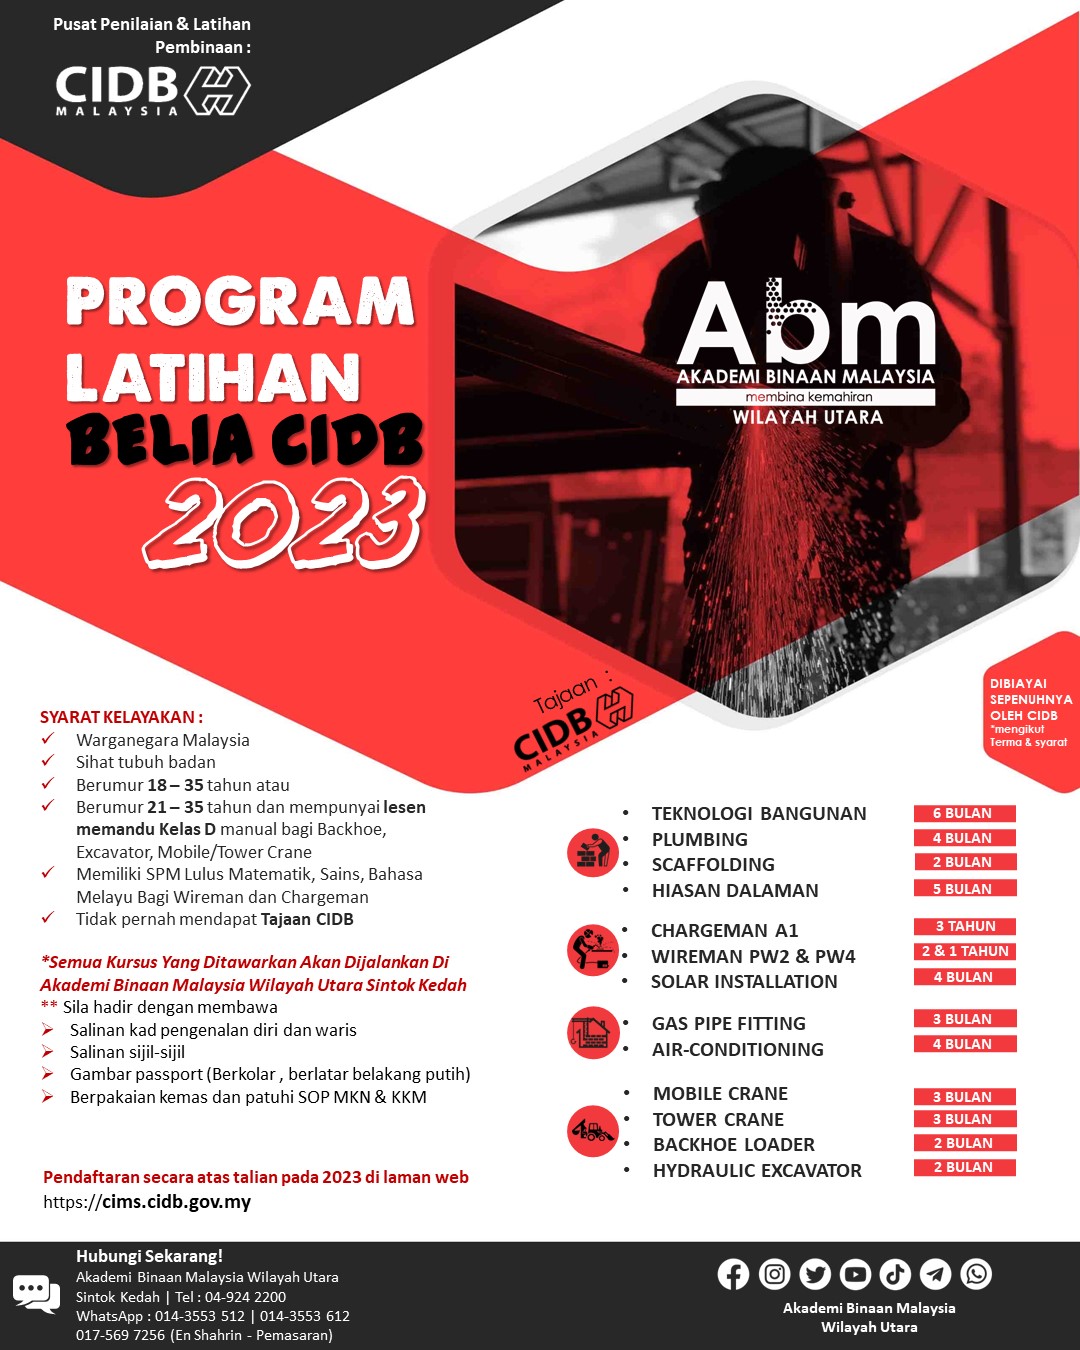 Pusat Penilaian & Latihan
Pembinaan :
CIDB
MALAYSIA
PROGRAM
LATIHAN
BELIA CIDB
2023
Abm
AKADEMI BINAAN MALAYSIA
membina kemahiran
WILAYAH UTARA
Tajaan :
CIDB
MALAYSIA
DIBIAYAI
SEPENUHNYA
OLEH CIDB
*mengikut
Terma & syarat
SYARAT KELAYAKAN :
✓ Warganegara Malaysia
✓ Sihat tubuh badan
✓ Berumur 18 – 35 tahun atau
✓ Berumur 21 – 35 tahun dan mempunyai lesen
memandu Kelas D manual bagi Backhoe,
Excavator, Mobile/Tower Crane
✓ Memiliki SPM Lulus Matematik, Sains, Bahasa
Melayu Bagi Wireman dan Chargeman
✓ Tidak pernah mendapat Tajaan CIDB
*Semua Kursus Yang Ditawarkan Akan Dijalankan Di
Akademi Binaan Malaysia Wilayah Utara Sintok Kedah
** Sila hadir dengan membawa
➢ Salinan kad pengenalan diri dan waris
➢ Salinan sijil-sijil
➢ Gambar passport (Berkolar , berlatar belakang putih)
➢ Berpakaian kemas dan patuhi SOP MKN & KKM
Pendaftaran secara atas talian pada 2023 di laman web
https://cims.cidb.gov.my
• TEKNOLOGI BANGUNAN 6 BULAN
• PLUMBING 4 BULAN
• SCAFFOLDING 2 BULAN
• HIASAN DALAMAN 5 BULAN
• CHARGEMAN A1 3 TAHUN
• WIREMAN PW2 & PW4 2 & 1 TAHUN
• SOLAR INSTALLATION 4 BULAN
• GAS PIPE FITTING 3 BULAN
• AIR-CONDITIONING 4 BULAN
• MOBILE CRANE 3 BULAN
• TOWER CRANE 3 BULAN
• BACKHOE LOADER 2 BULAN
• HYDRAULIC EXCAVATOR 2 BULAN
Hubungi Sekarang!
Akademi Binaan Malaysia Wilayah Utara
Sintok Kedah | Tel : 04-924 2200
WhatsApp : 014-3553 512 | 014-3553 612
017-569 7256 (En Shahrin - Pemasaran)
Akademi Binaan Malaysia
Wilayah Utara